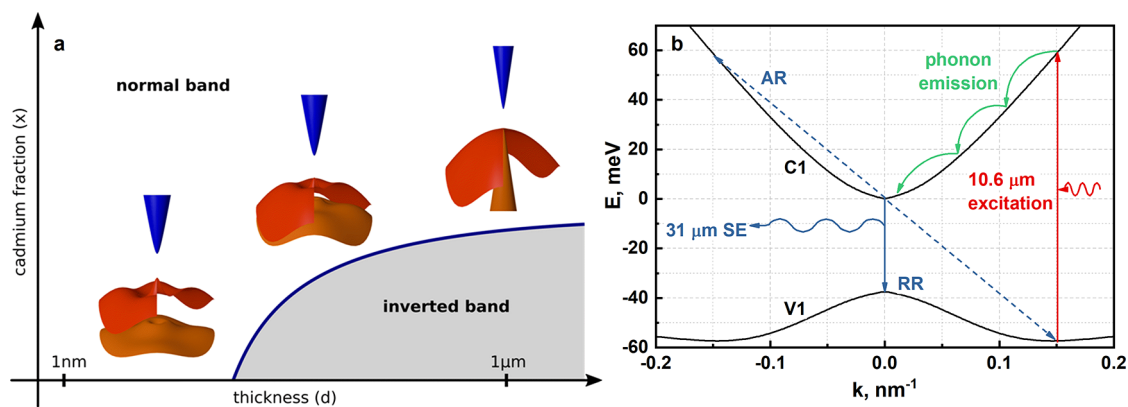 a
normal band
inverted band
cadmium fraction (x)
1nm
1μm
thickness (d)
b
AR
phonon
emission
C1
10.6 μm
excitation
31 μm SE
RR
V1
E, meV
60
40
20
0
-20
-40
-60
-0.2
-0.1
0.0
0.1
0.2
k, nm-1